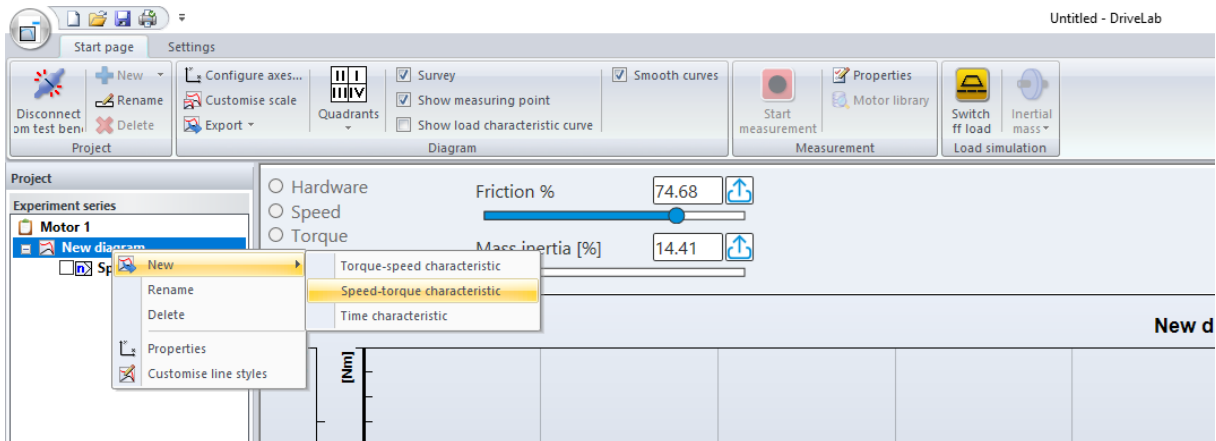 Untitled - DriveLab
Start page Settings
Disconnect
om test ben
New
Rename
Delete
Project
Configure axes...
Customise scale
Export
Quadrants
Survey
Show measuring point
Show load characteristic curve
Smooth curves
Diagram
Start
measurement
Properties
Motor library
Measurement
Switch
ff load
Inertial
mass
Load simulation
Project
Experiment series
Motor 1
New diagram
n Sp
New
Rename
Delete
Properties
Customise line styles
Torque-speed characteristic
Speed-torque characteristic
Time characteristic
Hardware
Speed
Torque
Friction % 74.68
Mass inertia [%] 14.41
New d
[Nm]